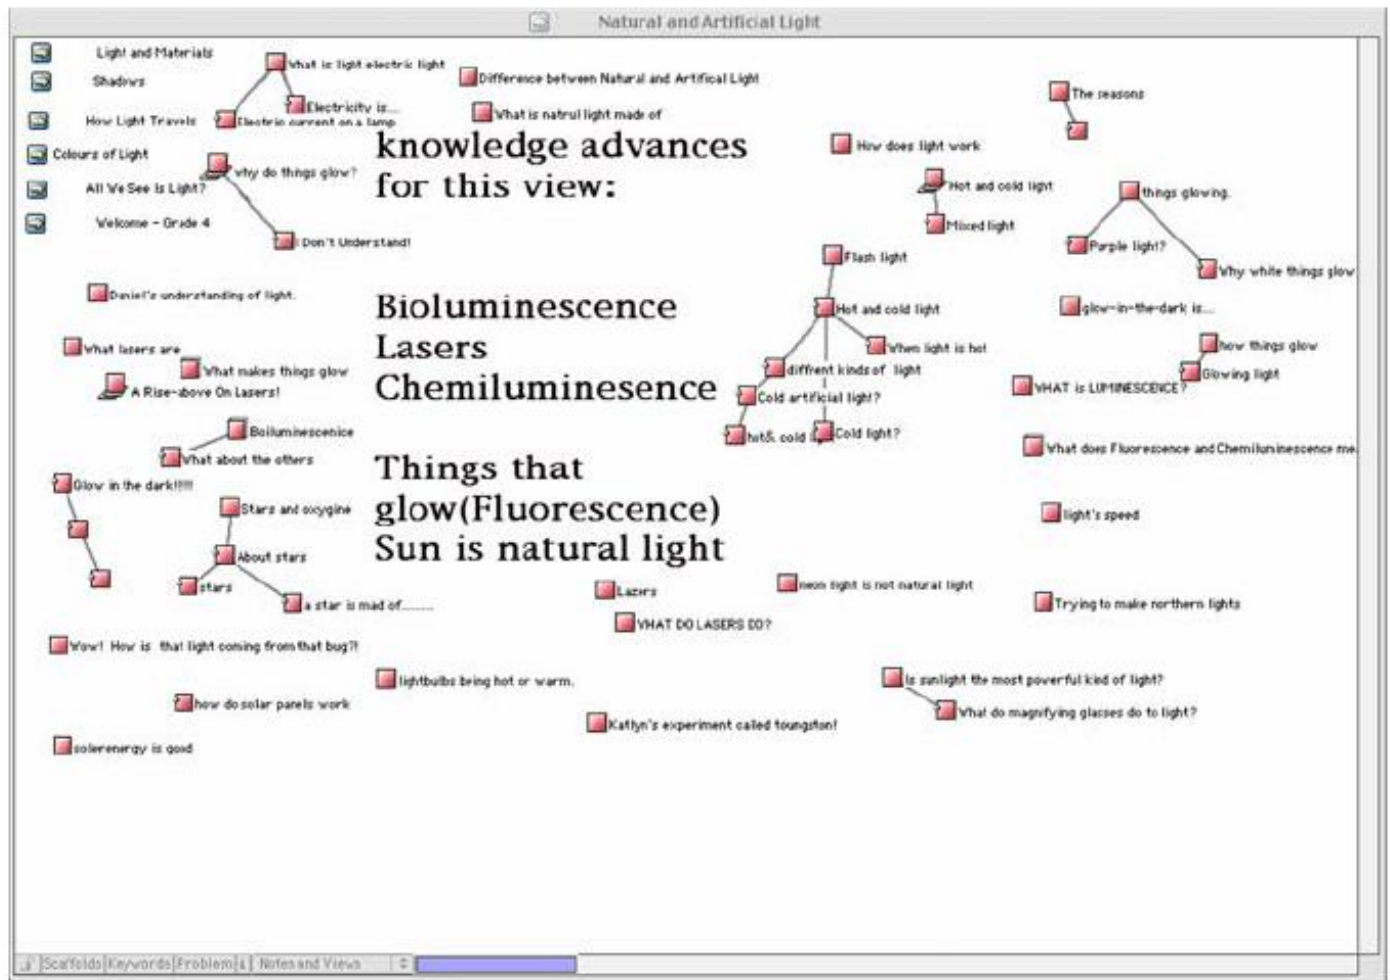 Natural and Artificial Light
Light and Materials
Shadows
How Light Travels
Colours of Light
All We See Is Light?
Welcome - Grade 4
What is light electric light
Electricity is...
Electric current on a lamp
Difference between Natural and Artifical Light
What is natrul light made of
why do things glow?
I Don't Understand!
knowledge advances
for this view:
The seasons
How does light work
Hot and cold light
Mixed light
things glowing.
Purple light?
Why white things glow
Daniel's understanding of light.
What lasers are
What makes things glow
A Rise-above On Lasers!
Bioluminescence
Lasers
Chemiluminesence
Flash light
Hot and cold light
When light is hot
diffrent kinds of light
Cold artificial light?
hot& cold
Cold light?
glow-in-the-dark is...
how things glow
Glowing light
WHAT is LUMINESCENCE?
What does Fluorescence and Chemiluminescence me
Boiluminescenice
What about the others
Glow in the dark!!!!!
Stars and oxygine
About stars
stars
a star is mad of........
Things that
glow(Fluorescence)
Sun is natural light
light's speed
Lazers
WHAT DO LASERS DO?
neon light is not natural light
Trying to make northern lights
Wow! How is that light coming from that bug?!
lightbulbs being hot or warm.
how do solar panels work
Katlyn's experiment called toungston!
Is sunlight the most powerful kind of light?
What do magnifying glasses do to light?
solerenergy is good
Scaffolds Keywords Problem Notes and Views